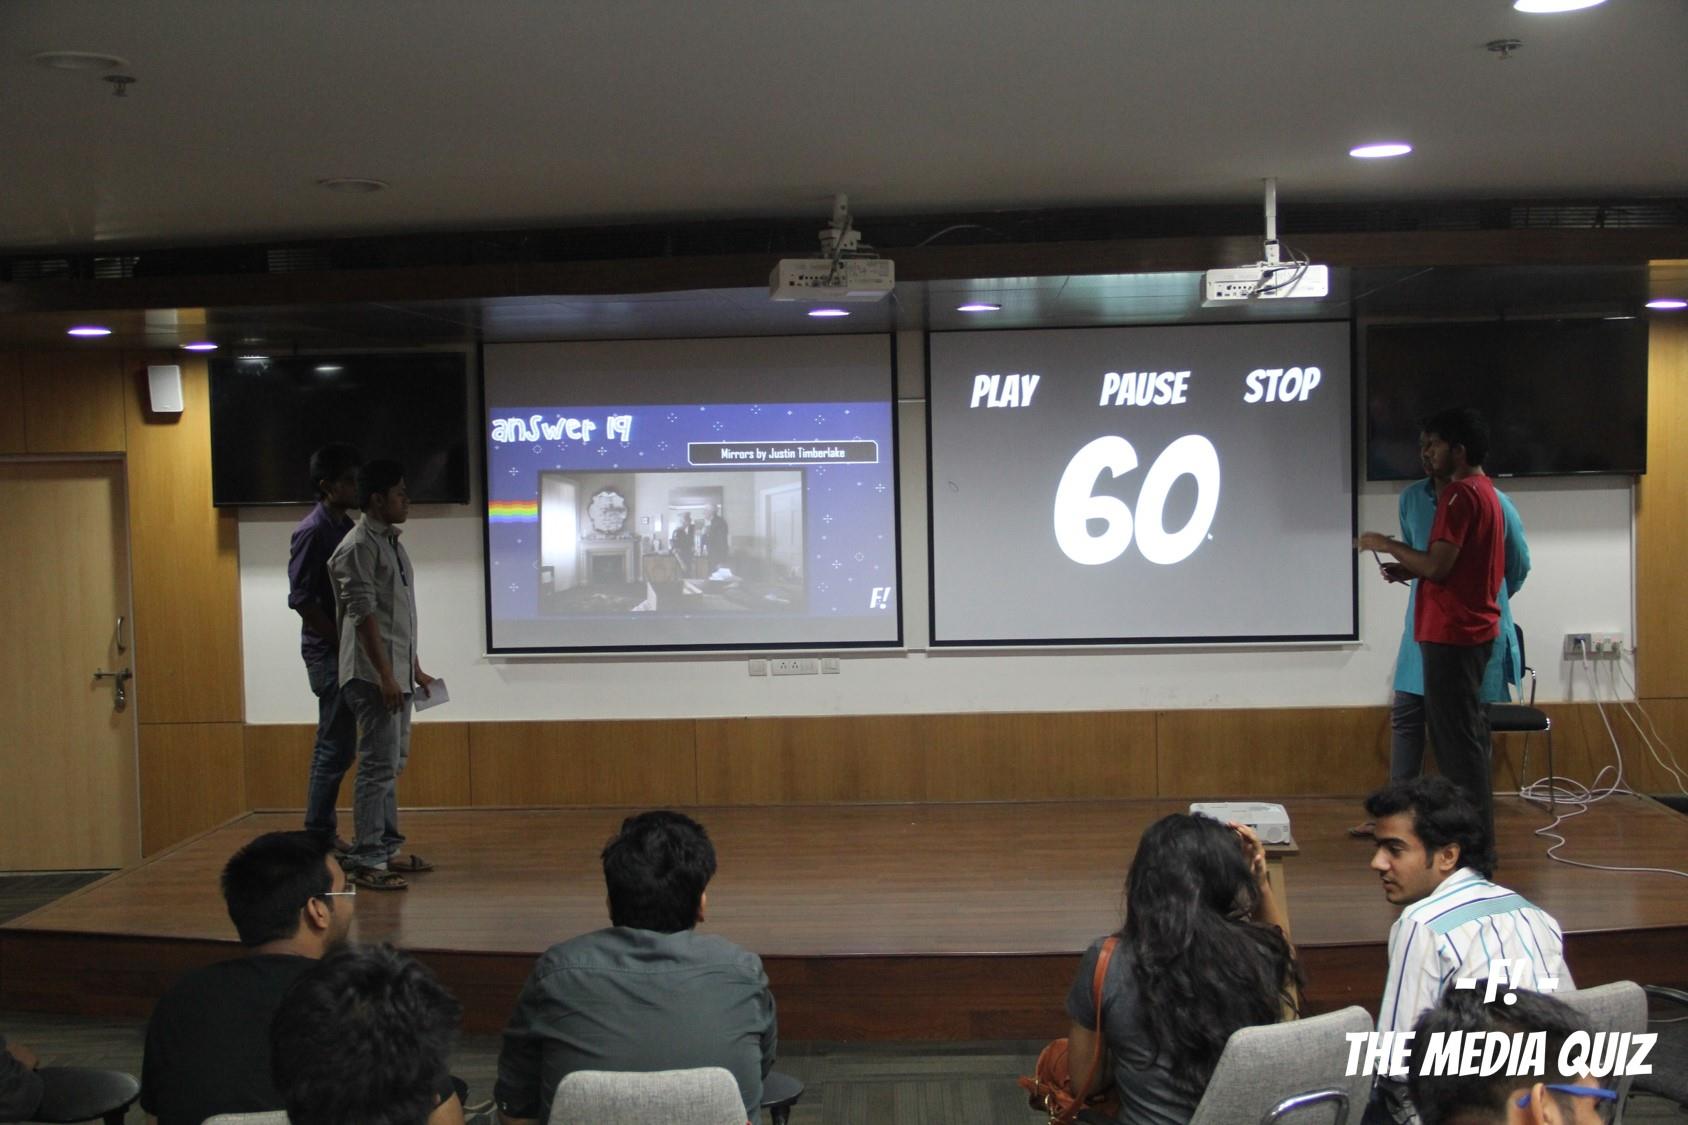 answer 19
Mirrors by Justin Timberlake
F!
PLAY PAUSE STOP
60
- F! -
THE MEDIA QUIZ